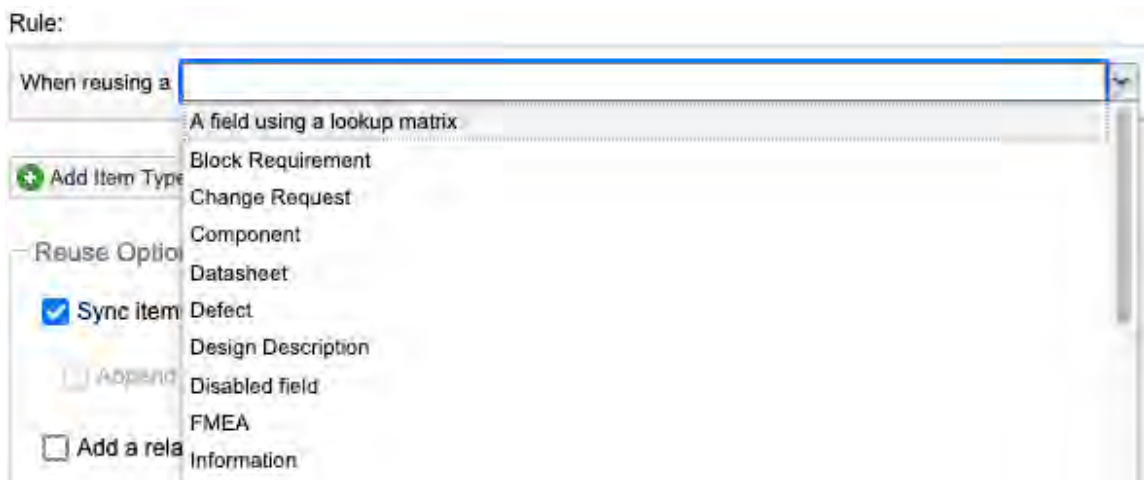 Rule:
When reusing a
A field using a lookup matrix
Block Requirement
Add Item Type
Change Request
Component
Reuse Optio
Datasheet
Sync item
Defect
Design Description
Append
Disabled field
FMEA
Add a rela
Information